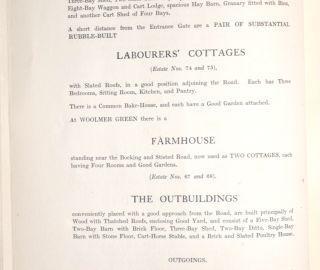 Eight-Bay Waggon and Cart Lodge, spacious Hay Barn, Granary fitted with Bins,
and another Cart Shed of Four Bays.
A short distance from the Entrance Gate are a PAIR OF SUBSTANTIAL
RUBBLE-BUILT
LABOURERS' COTTAGES
(Estate Nos. 74 and 75),
with Slated Roofs, in a good position adjoining the Road. Each has Three
Bedrooms, Sitting Room, Kitchen, and Pantry.
There is a Common Bake-House, and each have a Good Garden attached.
At WOOLMER GREEN there is a
FARMHOUSE
standing near the Bocking and Stisted Road, now used as TWO COTTAGES, each
having Four Rooms and Good Gardens.
(Estate Nos. 67 and 68).
THE OUTBUILDINGS
conveniently placed with a good approach from the Road, are built principally of
Wood with Thatched Roofs, enclosing Good Yard, and consist of a Five-Bay Shed,
Two-Bay Barn with Brick Floor, Three-Bay Shed, Two-Bay Ditto, Single-Bay
Barn with Stone Floor, Cart-Horse Stable, and a Brick and Slated Poultry House.
OUTGOINGS.